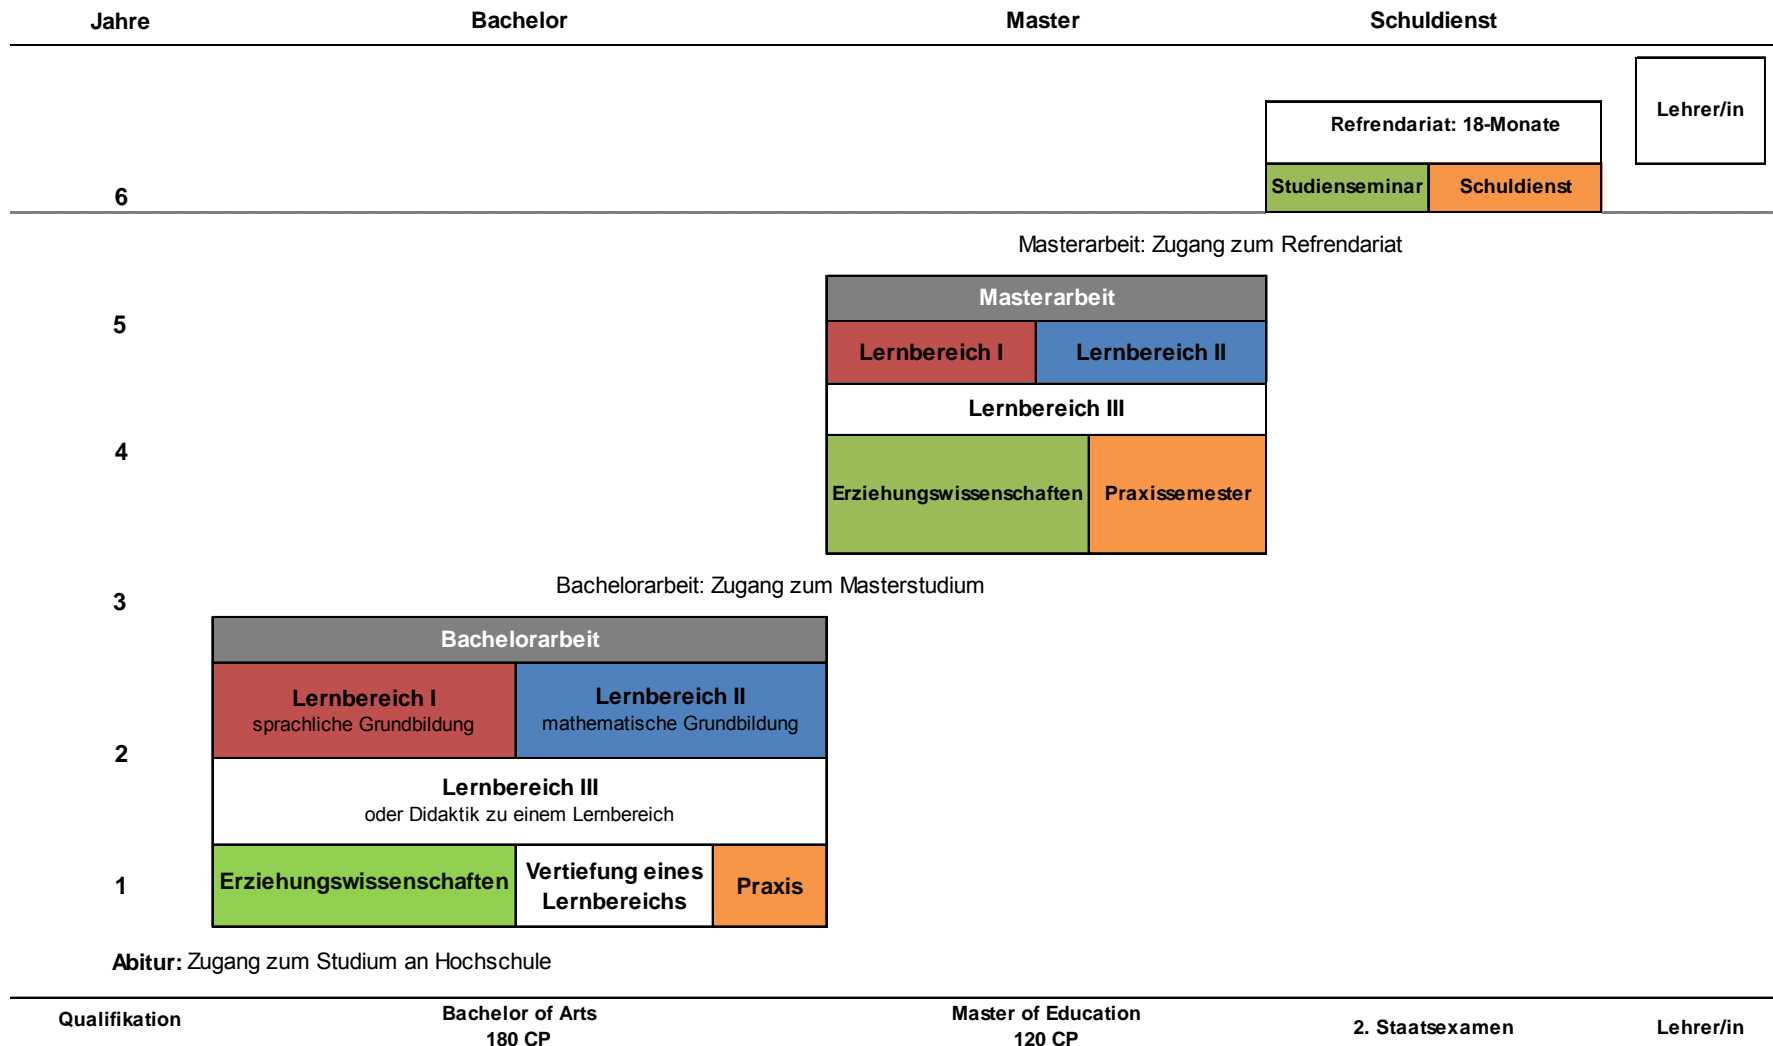 Jahre Bachelor Master Schuldienst
Lehrer/in
Refrendariat: 18-Monate
Studienseminar Schuldienst
6
Masterarbeit: Zugang zum Refrendariat
Masterarbeit
5
Lernbereich I Lernbereich II
Lernbereich III
4
Erziehungswissenschaften Praxissemester
Bachelorarbeit: Zugang zum Masterstudium
3
Bachelorarbeit
Lernbereich I Lernbereich II
sprachliche Grundbildung mathematische Grundbildung
2
Lernbereich III
oder Didaktik zu einem Lernbereich
1
Erziehungswissenschaften
Vertiefung eines
Lernbereichs
Praxis
Abitur: Zugang zum Studium an Hochschule
Qualifikation
Bachelor of Arts
180 CP
Master of Education
120 CP
2. Staatsexamen
Lehrer/in